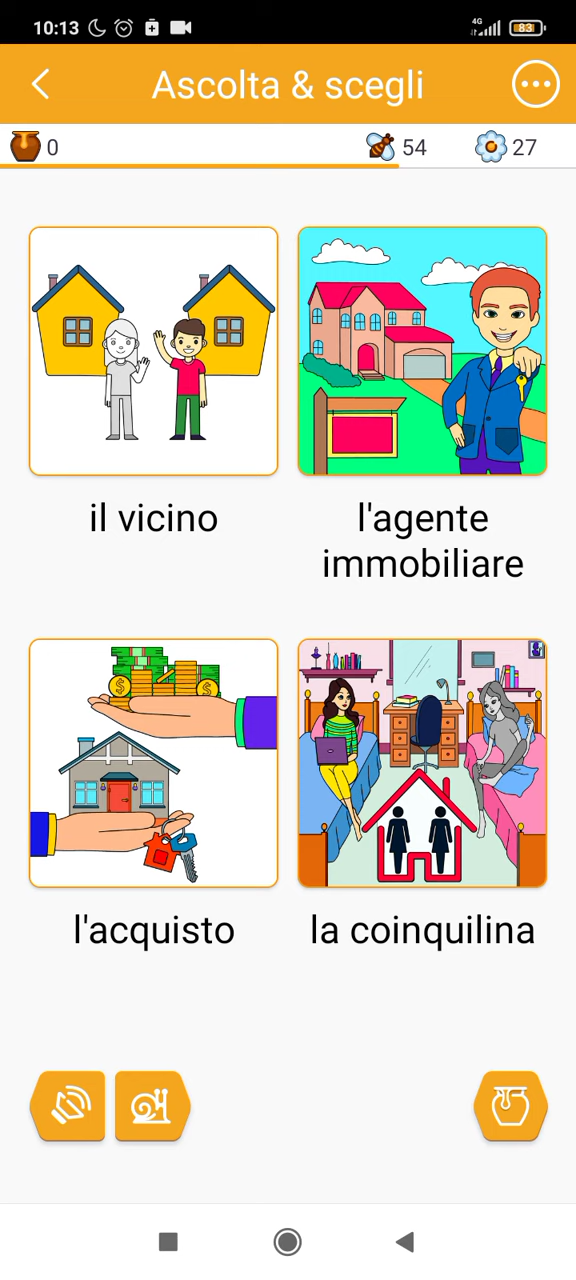 10:13
4G
83
Ascolta & scegli
0
54
27
il vicino
l'agente
immobiliare
l'acquisto
la coinquilina